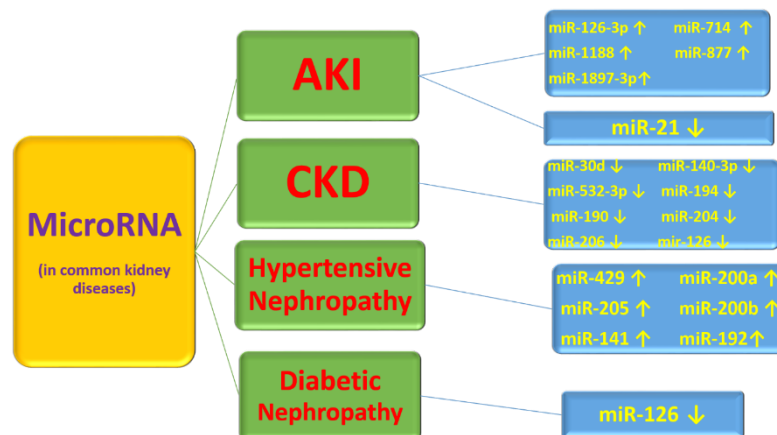 MicroRNA
(in common kidney
diseases)
AKI
miR-126-3p ↑ miR-714 ↑
miR-1188 ↑ miR-877 ↑
miR-1897-3p↑
miR-21 ↓
CKD
miR-30d ↓ miR-140-3p ↓
miR-532-3p ↓ miR-194 ↓
miR-190 ↓ miR-204 ↓
miR-206 ↓ mir-126 ↓
Hypertensive
Nephropathy
miR-429 ↑ miR-200a ↑
miR-205 ↑ miR-200b ↑
miR-141 ↑ miR-192↑
Diabetic
Nephropathy
miR-126 ↓